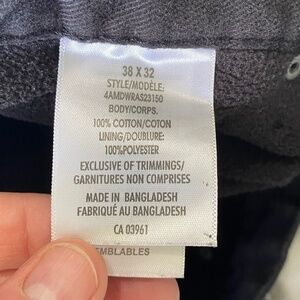 38 X 32
STYLE/MODÈLE:
4AMDWRAS23150
BODY/CORPS.
100% COTTON/COTON
LINING/DOUBLURE:
100%POLYESTER
EXCLUSIVE OF TRIMMINGS/
GARNITURES NON COMPRISES
MADE IN BANGLADESH
FABRIQUÉ AU BANGLADESH
CA 03961
EMBLABLES